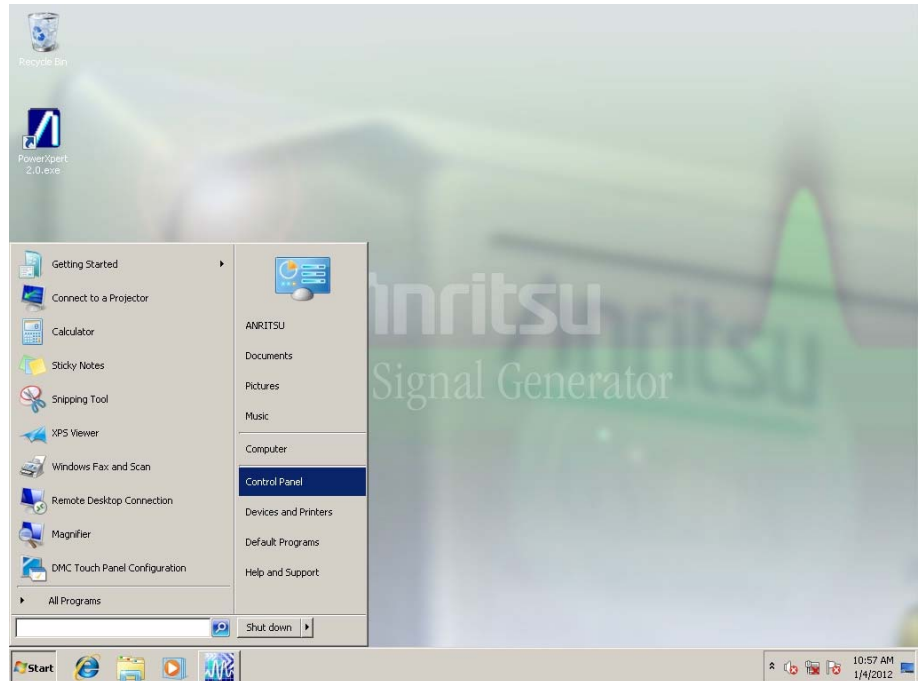 Recycle Bin
PowerXpert
2.0.exe
Getting Started
Connect to a Projector
Calculator
Sticky Notes
Snipping Tool
XPS Viewer
Windows Fax and Scan
Remote Desktop Connection
Magnifier
DMC Touch Panel Configuration
All Programs
ANRITSU
Documents
Pictures
Music
Computer
Control Panel
Devices and Printers
Default Programs
Help and Support
Shut down
Anritsu
Signal Generator
Anritsu
Start
10:57 AM
1/4/2012